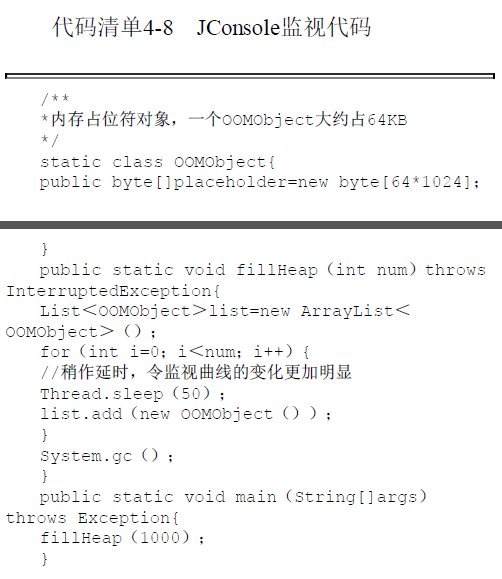 代码清单4-8 JConsole监视代码
/**
*内存占位符对象，一个OOMObject大约占64KB
*/
static class OOMObject{
public byte[]placeholder=new byte[64*1024];
}
public static void fillHeap（int num）throws
InterruptedException{
List＜OOMObject＞list=new ArrayList＜
OOMObject＞（）；
for（int i=0；i＜num；i++）{
//稍作延时，令监视曲线的变化更加明显
Thread.sleep（50）；
list.add（new OOMObject（））；
}
System.gc（）；
}
public static void main（String[]args）
throws Exception{
fillHeap（1000）；
}